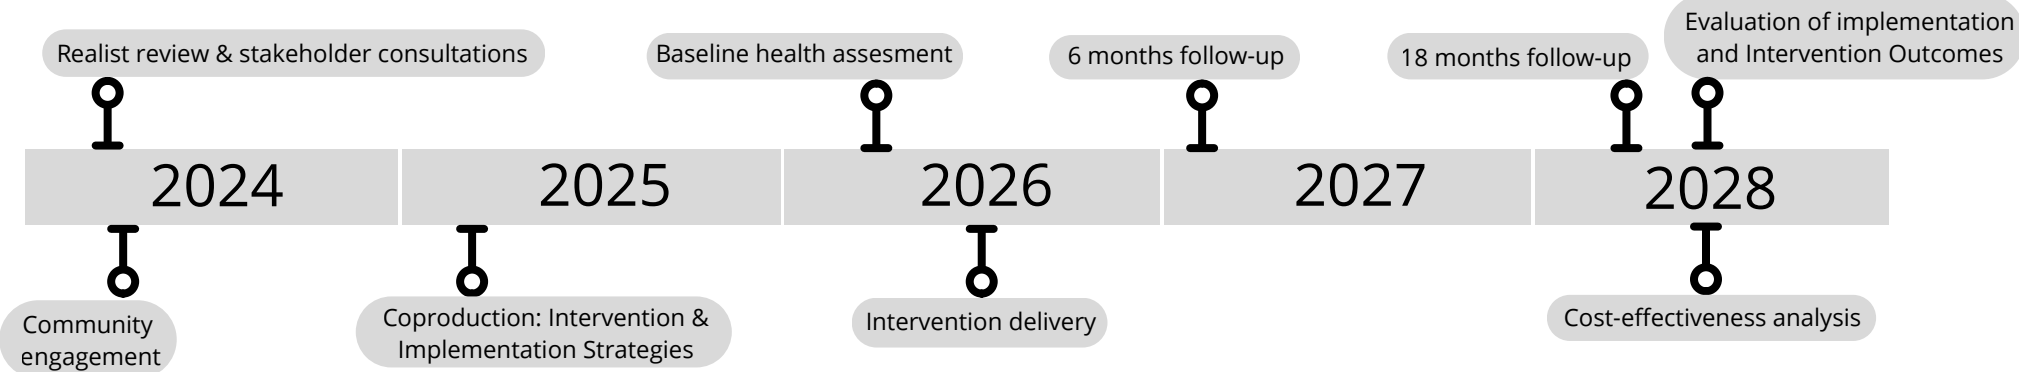 Realist review & stakeholder consultations
Baseline health assesment
6 months follow-up
18 months follow-up
Evaluation of implementation
and Intervention Outcomes
2024
2025
2026
2027
2028
Community
engagement
Coproduction: Intervention &
Implementation Strategies
Intervention delivery
Cost-effectiveness analysis